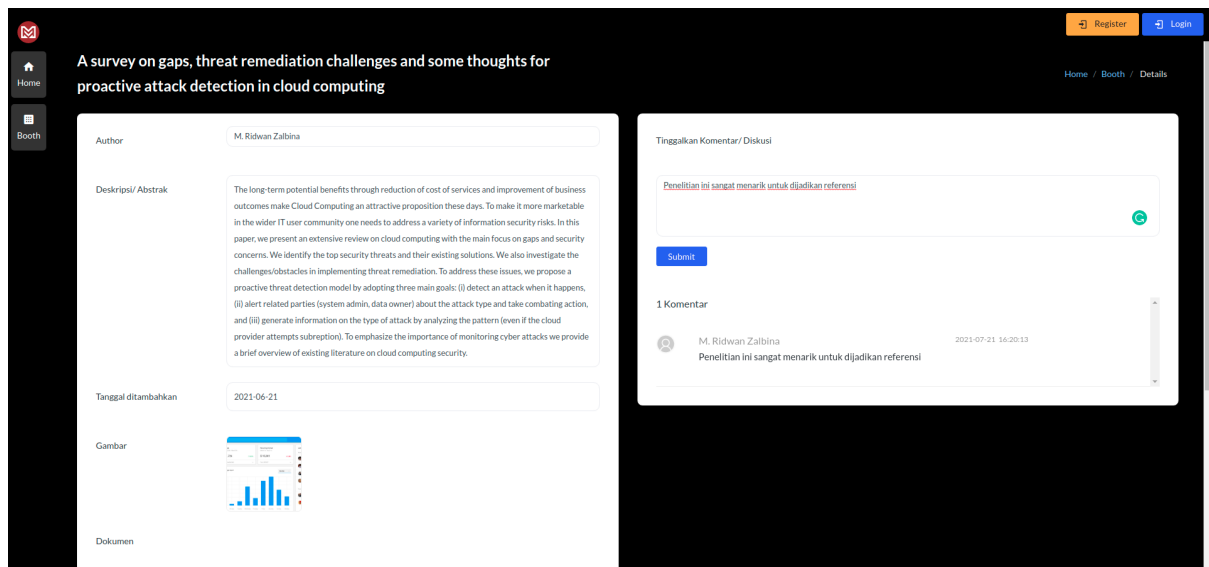 Register
Login
Home
Booth
A survey on gaps, threat remediation challenges and some thoughts for
proactive attack detection in cloud computing
Home / Booth / Details
Author
M. Ridwan Zalbina
Deskripsi/ Abstrak
The long-term potential benefits through reduction of cost of services and improvement of business
outcomes make Cloud Computing an attractive proposition these days. To make it more marketable
in the wider IT user community one needs to address a variety of information security risks. In this
paper, we present an extensive review on cloud computing with the main focus on gaps and security
concerns. We identify the top security threats and their existing solutions. We also investigate the
challenges/obstacles in implementing threat remediation. To address these issues, we propose a
proactive threat detection model by adopting three main goals: (i) detect an attack when it happens,
(ii) alert related parties (system admin, data owner) about the attack type and take combating action,
and (iii) generate information on the type of attack by analyzing the pattern (even if the cloud
provider attempts subreption). To emphasize the importance of monitoring cyber attacks we provide
a brief overview of existing literature on cloud computing security.
Tanggal ditambahkan
2021-06-21
Gambar
Dokumen
Tinggalkan Komentar/ Diskusi
Penelitian ini sangat menarik untuk dijadikan referensi
Submit
1 Komentar
M. Ridwan Zalbina
2021-07-21 16:20:13
Penelitian ini sangat menarik untuk dijadikan referensi